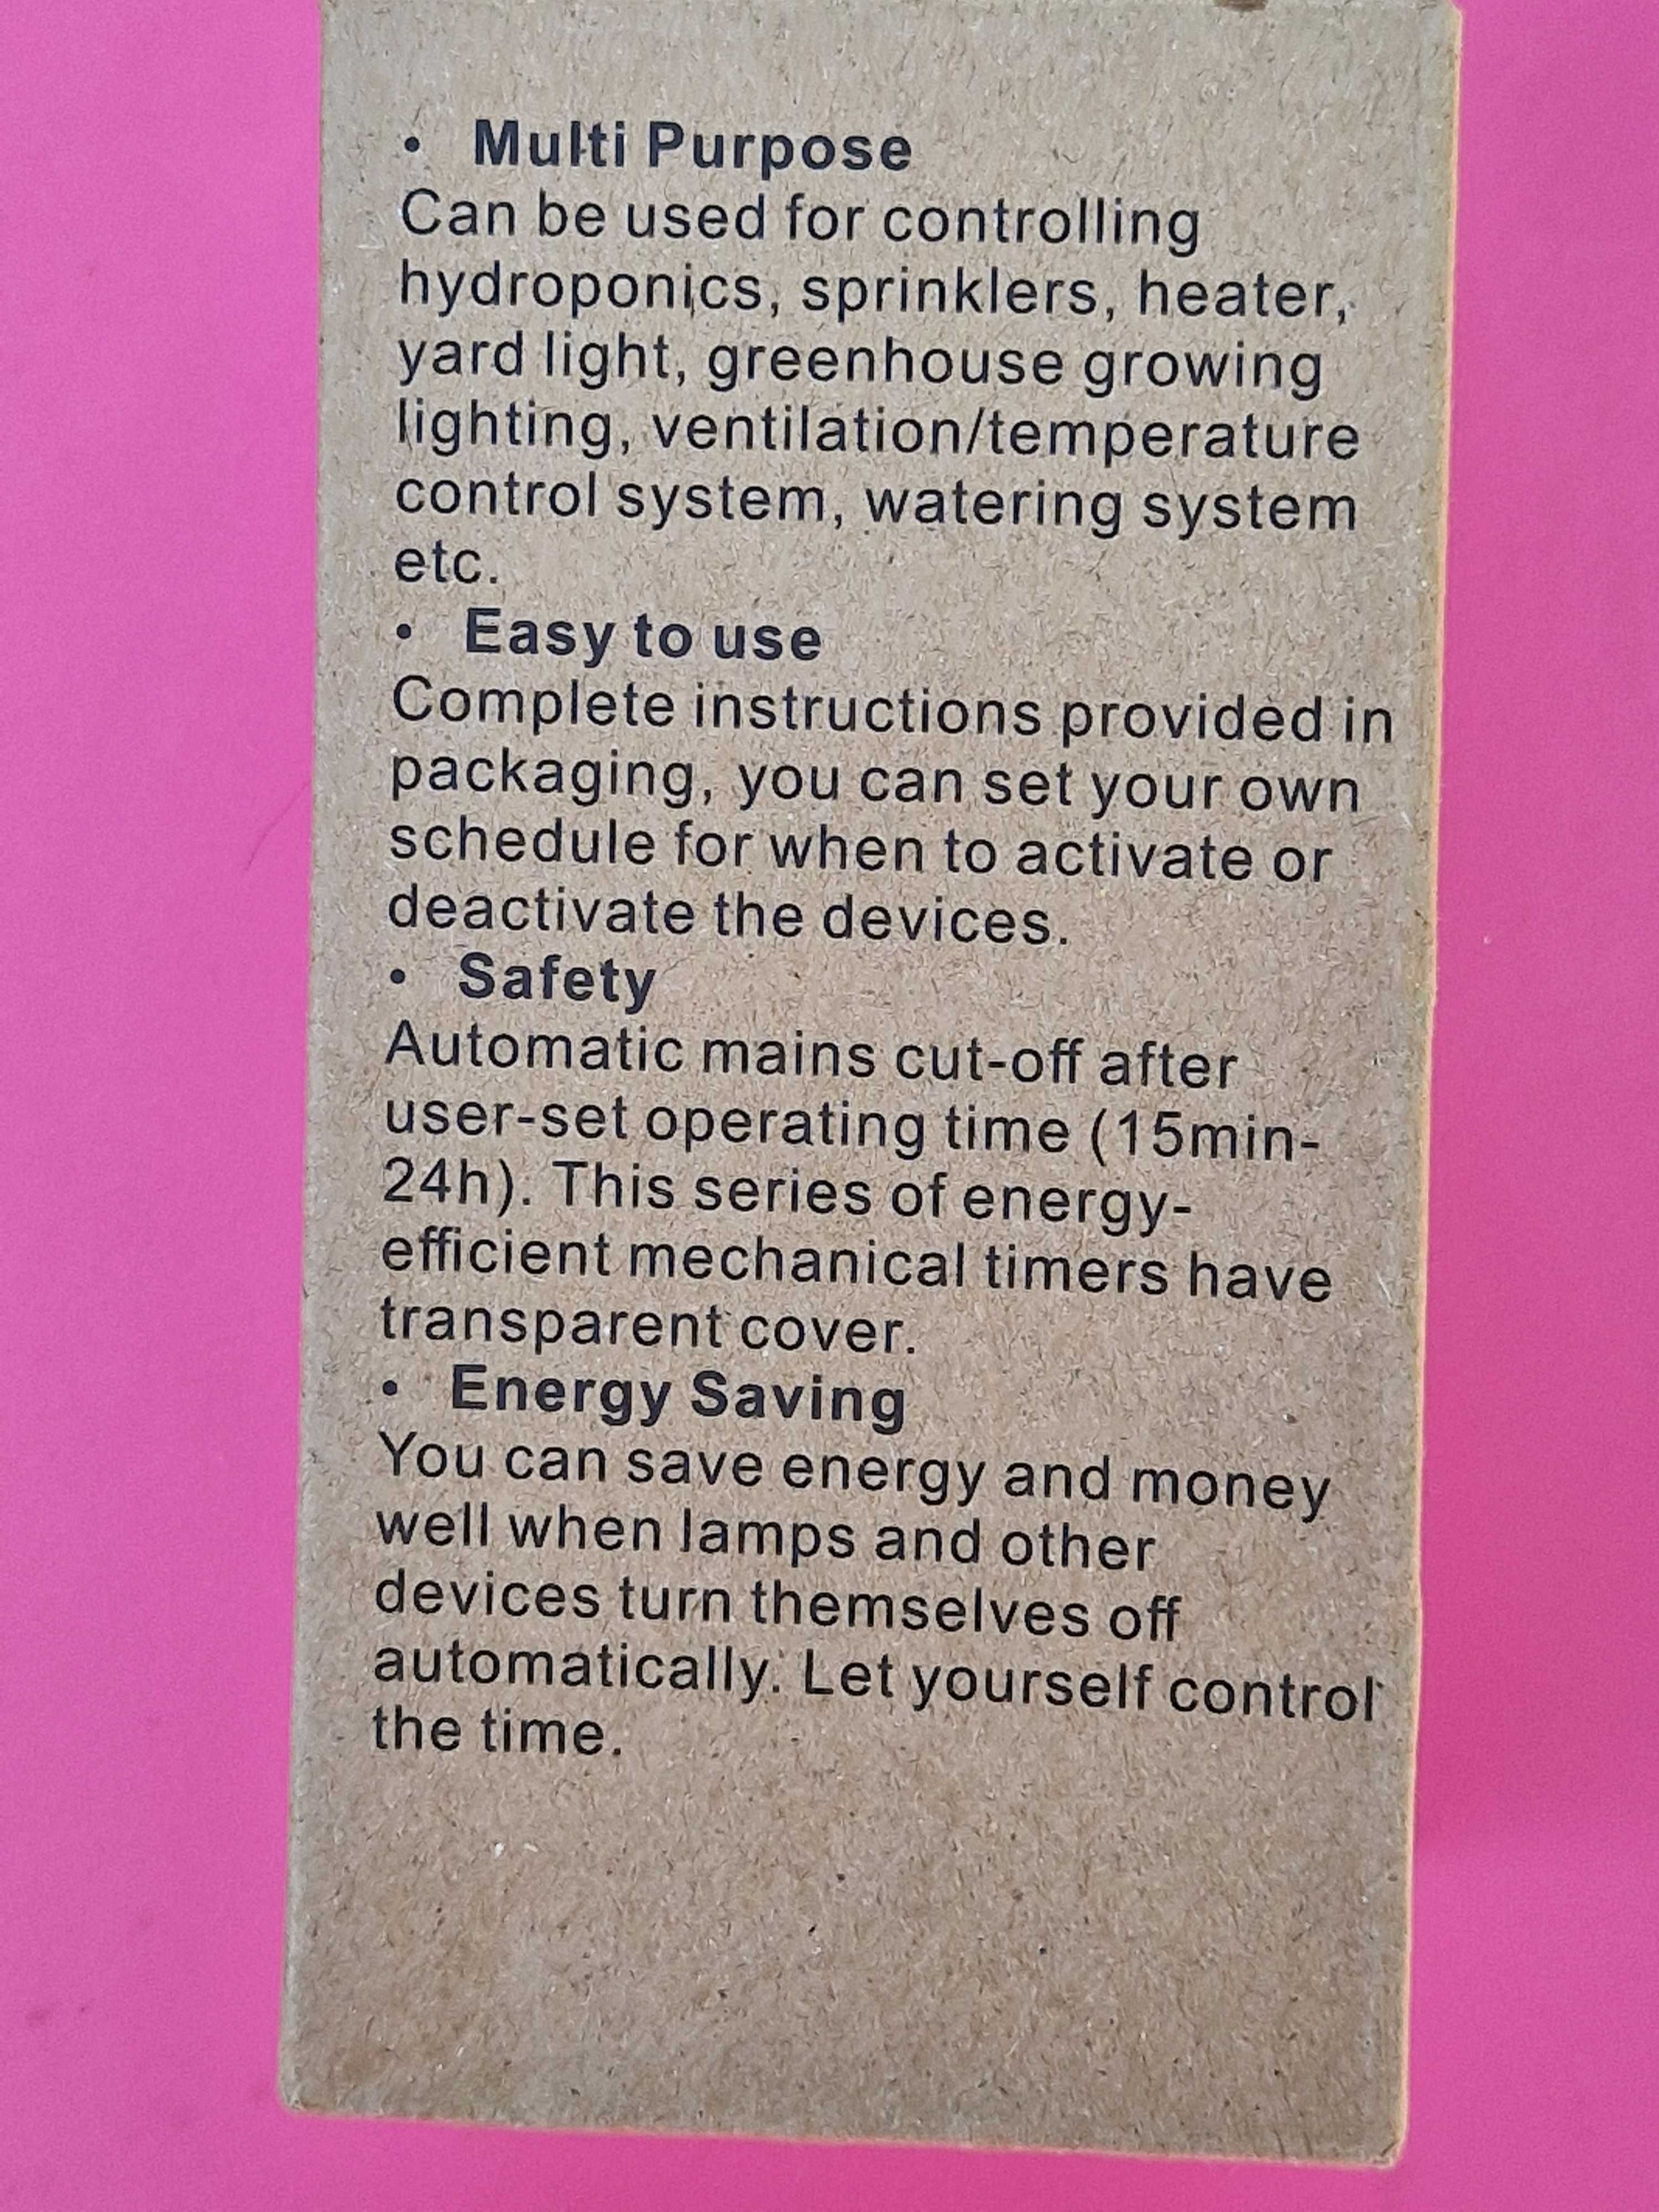 • Multi Purpose
Can be used for controlling
hydroponics, sprinklers, heater,
yard light, greenhouse growing
lighting, ventilation/temperature
control system, watering system
etc.
• Easy to use
Complete instructions provided in
packaging, you can set your own
schedule for when to activate or
deactivate the devices.
• Safety
Automatic mains cut-off after
user-set operating time (15min-
24h). This series of energy-
efficient mechanical timers have
transparent cover.
• Energy Saving
You can save energy and money
well when lamps and other
devices turn themselves off
automatically. Let yourself control
the time.